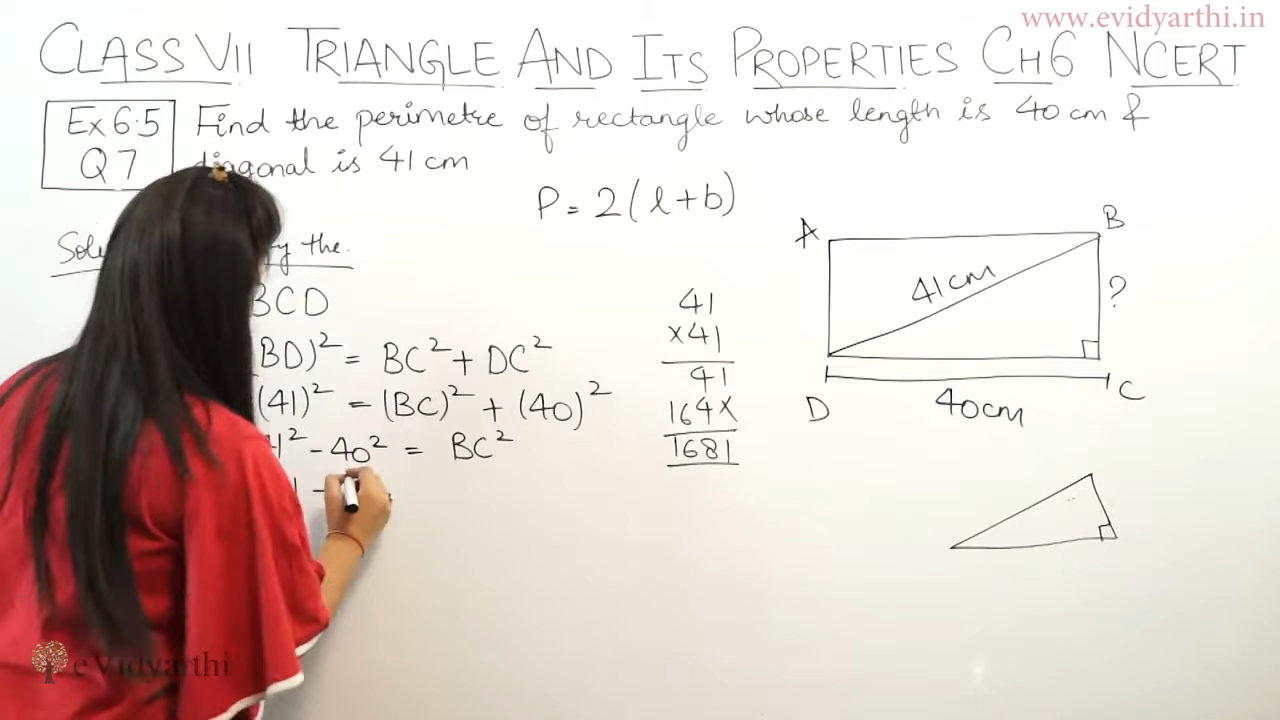 www.evidyarthi.in
CLASS VII TRIANGLE AND ITS PROPERTIES CH6 NCERT
Ex 6.5
Q 7
Find the perimetre of rectangle whose length is 40 cm &
diagonal is 41 cm
P = 2(l+b)
the
BCD
(BD)² = BC² + DC²
(41)² = (BC)² + (40)²
- 40² = BC²
41
×41
41
164×
1681
A
B
41cm
?
D
C
40cm
eVidyarthi